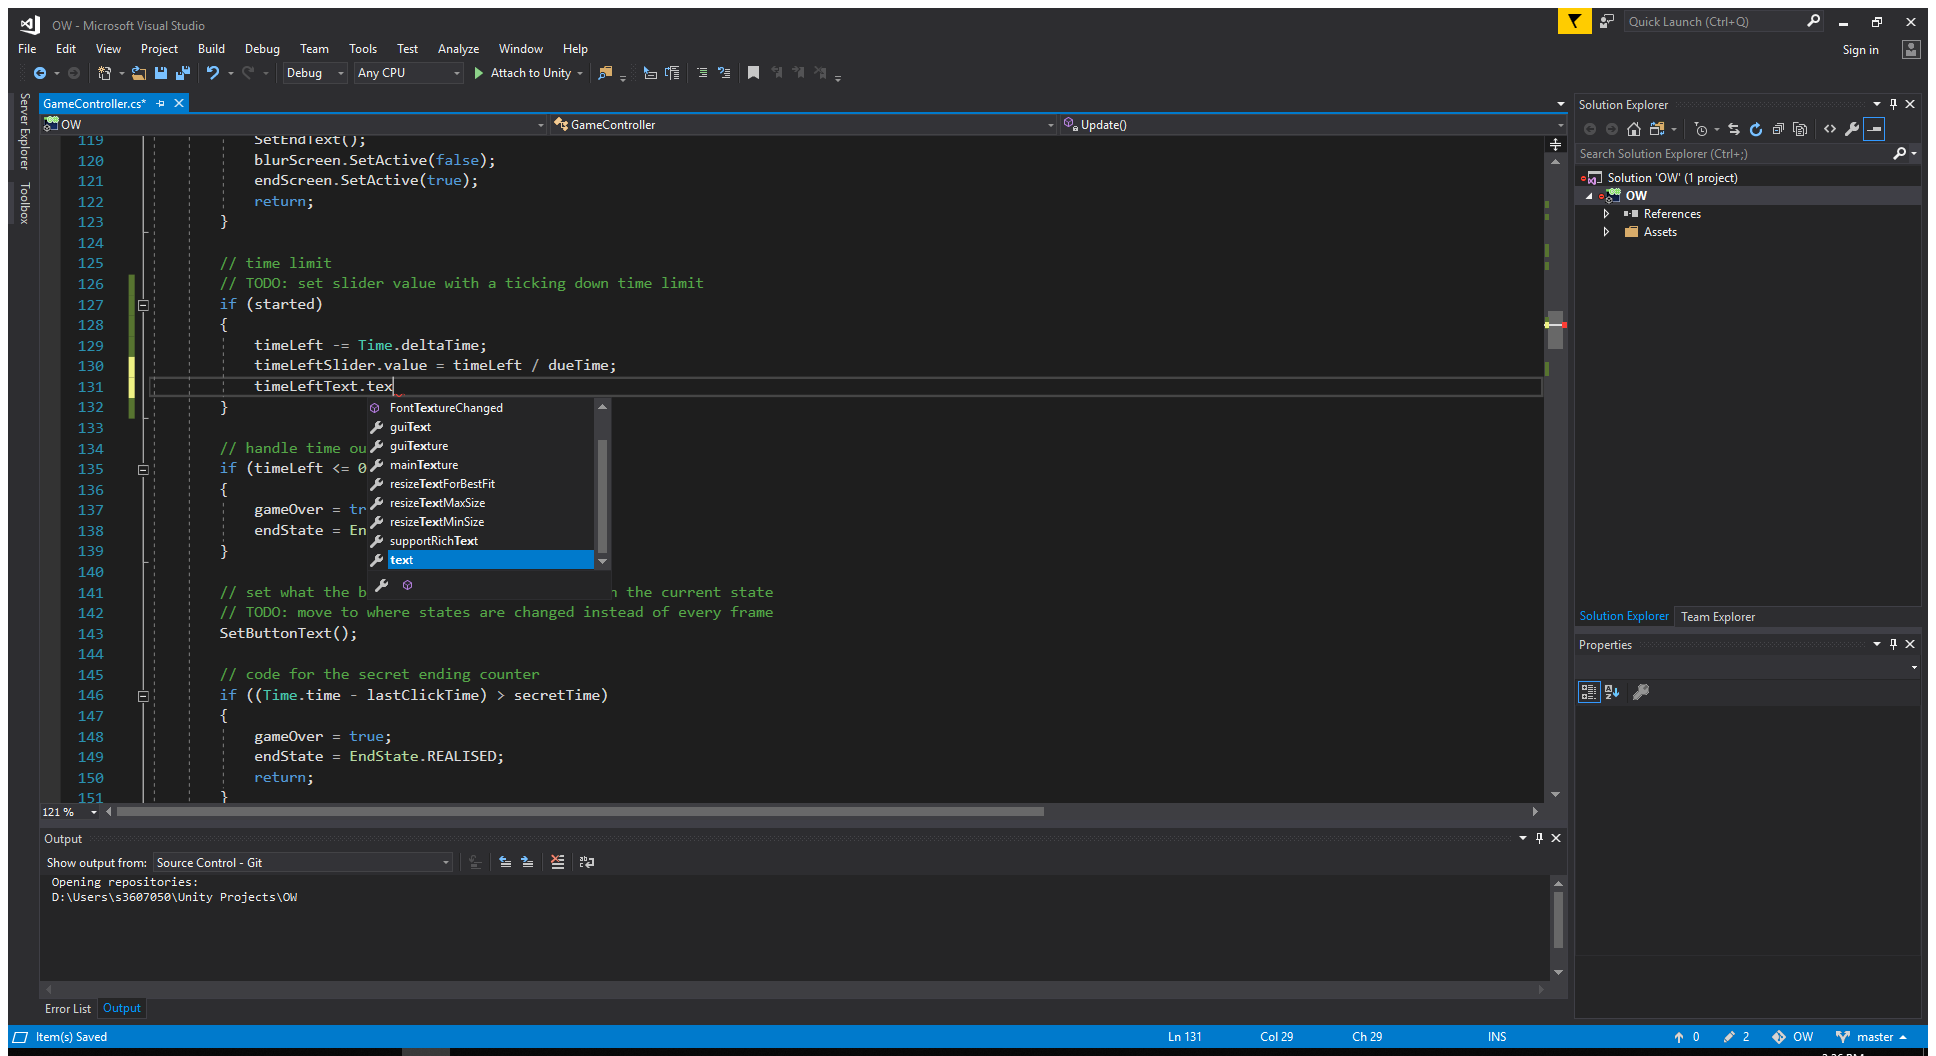 OW - Microsoft Visual Studio
Quick Launch (Ctrl+Q)
File Edit View Project Build Debug Team Tools Test Analyze Window Help
Sign in
Debug Any CPU Attach to Unity
Server Explorer
Toolbox
GameController.cs*
OW GameController Update()
119 SetEndText();
120 blurScreen.SetActive(false);
121 endScreen.SetActive(true);
122 return;
123 }
124
125 // time limit
126 // TODO: set slider value with a ticking down time limit
127 if (started)
128 {
129 timeLeft -= Time.deltaTime;
130 timeLeftSlider.value = timeLeft / dueTime;
131 timeLeftText.tex
132 }
133
134 // handle time ou
135 if (timeLeft <= 0
136 {
137 gameOver = tr
138 endState = En
139 }
140
141 // set what the b n the current state
142 // TODO: move to where states are changed instead of every frame
143 SetButtonText();
144
145 // code for the secret ending counter
146 if ((Time.time - lastClickTime) > secretTime)
147 {
148 gameOver = true;
149 endState = EndState.REALISED;
150 return;
151 }
FontTextureChanged
guiText
guiTexture
mainTexture
resizeTextForBestFit
resizeTextMaxSize
resizeTextMinSize
supportRichText
text
121 %
Output
Show output from: Source Control - Git
Opening repositories:
D:\Users\s3607050\Unity Projects\OW
Error List Output
Solution Explorer
Search Solution Explorer (Ctrl+;)
Solution 'OW' (1 project)
OW
References
Assets
Solution Explorer Team Explorer
Properties
Item(s) Saved Ln 131 Col 29 Ch 29 INS 0 2 OW master